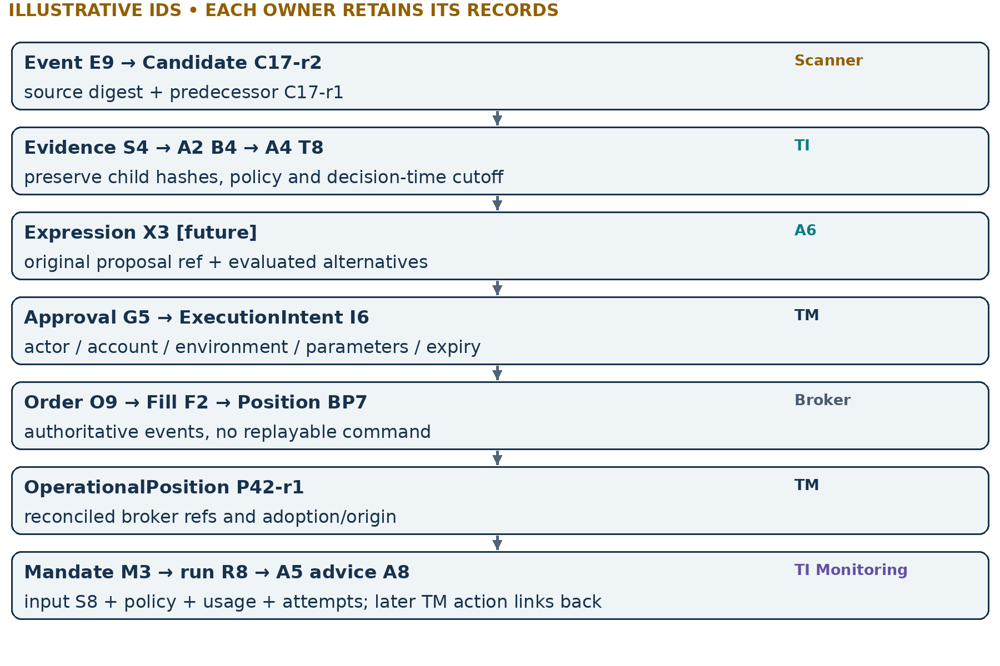 ILLUSTRATIVE IDS • EACH OWNER RETAINS ITS RECORDS
Event E9 → Candidate C17-r2
Scanner
source digest + predecessor C17-r1
Evidence S4 → A2 B4 → A4 T8
TI
preserve child hashes, policy and decision-time cutoff
Expression X3 [future]
A6
original proposal ref + evaluated alternatives
Approval G5 → ExecutionIntent I6
TM
actor / account / environment / parameters / expiry
Order O9 → Fill F2 → Position BP7
Broker
authoritative events, no replayable command
OperationalPosition P42-r1
TM
reconciled broker refs and adoption/origin
Mandate M3 → run R8 → A5 advice A8
TI Monitoring
input S8 + policy + usage + attempts; later TM action links back